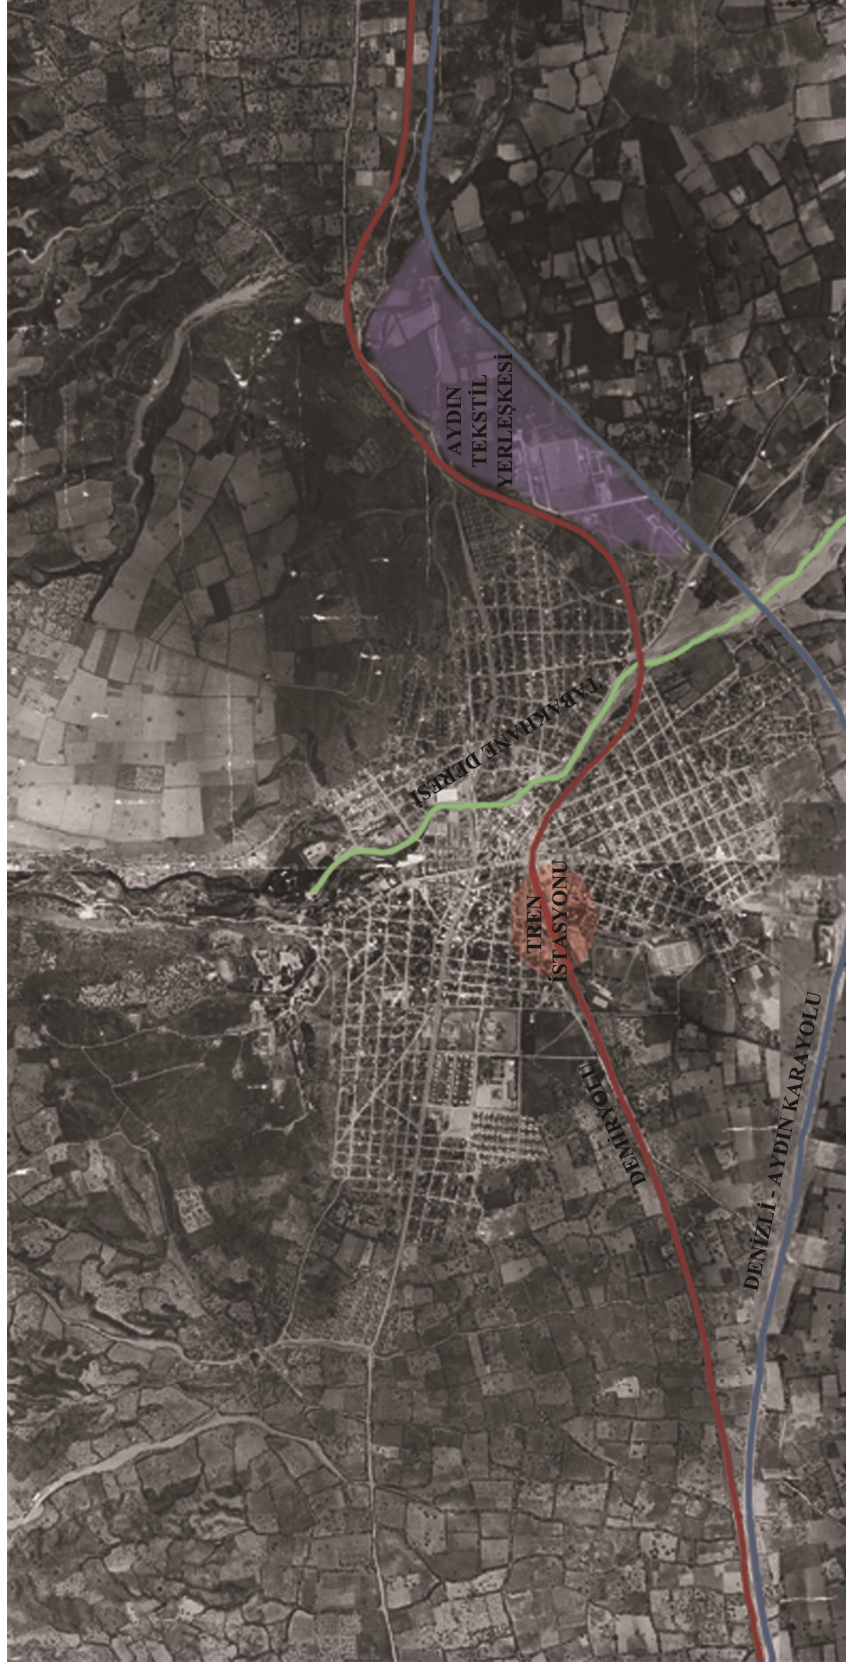 AYDIN
TEKSTİL
YERLEŞKESİ
TABAKHANE DERESİ
TREN
İSTASYONU
DEMİRYOLU
DENİZLİ - AYDIN KARAYOLU